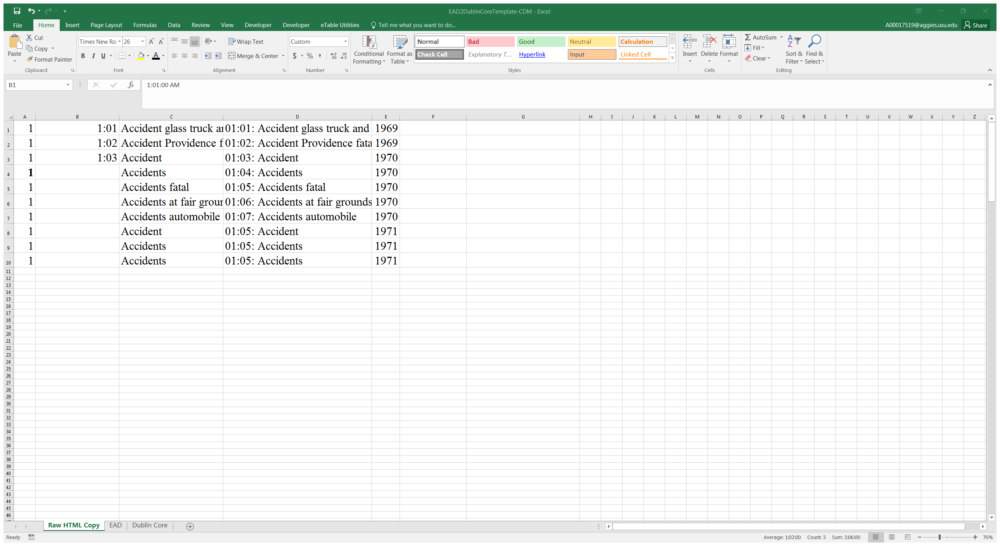 EAD2DublinCoreTemplate-CDM - Excel
File Home Insert Page Layout Formulas Data Review View Developer Developer eTable Utilities Tell me what you want to do... A00017519@aggies.usu.edu Share
Paste Cut Copy Format Painter Clipboard
Times New Ro 26 B I U A Font
Wrap Text Merge & Center Alignment
Custom $ % , .00 Number
Conditional Formatting Format as Table
Normal Bad Good Neutral Calculation
Check Cell Explanatory T... Hyperlink Input Linked Cell
Styles
Insert Delete Format Cells
AutoSum Fill Clear Sort & Filter Find & Select Editing
B1 fx 1:01:00 AM
A B C D E F G H I J K L M N O P Q R S T U V W X Y Z
1 1 1:01 Accident glass truck an 01:01: Accident glass truck and 1969
2 1 1:02 Accident Providence f 01:02: Accident Providence fata 1969
3 1 1:03 Accident 01:03: Accident 1970
4 1 Accidents 01:04: Accidents 1970
5 1 Accidents fatal 01:05: Accidents fatal 1970
6 1 Accidents at fair groun 01:06: Accidents at fair grounds 1970
7 1 Accidents automobile 01:07: Accidents automobile 1970
8 1 Accident 01:05: Accident 1971
9 1 Accidents 01:05: Accidents 1971
10 1 Accidents 01:05: Accidents 1971
11
12
13
14
15
16
17
18
19
20
21
22
23
24
25
26
27
28
29
30
31
32
33
34
35
36
37
38
39
40
41
42
43
44
45
46
Raw HTML Copy EAD Dublin Core
Ready Average: 1:02:00 Count: 3 Sum: 3:06:00 70%